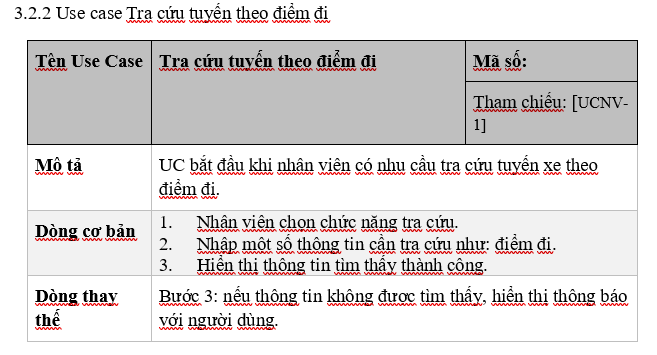 3.2.2 Use case Tra cứu tuyến theo điểm đi
Tên Use Case
Tra cứu tuyến theo điểm đi
Mã số:
Tham chiếu: [UCNV-
1]
Mô tả
UC bắt đầu khi nhân viên có nhu cầu tra cứu tuyến xe theo
điểm đi.
Dòng cơ bản
1. Nhân viên chọn chức năng tra cứu.
2. Nhập một số thông tin cần tra cứu như: điểm đi.
3. Hiển thị thông tin tìm thấy thành công.
Dòng thay
thế
Bước 3: nếu thông tin không được tìm thấy, hiển thị thông báo
với người dùng.